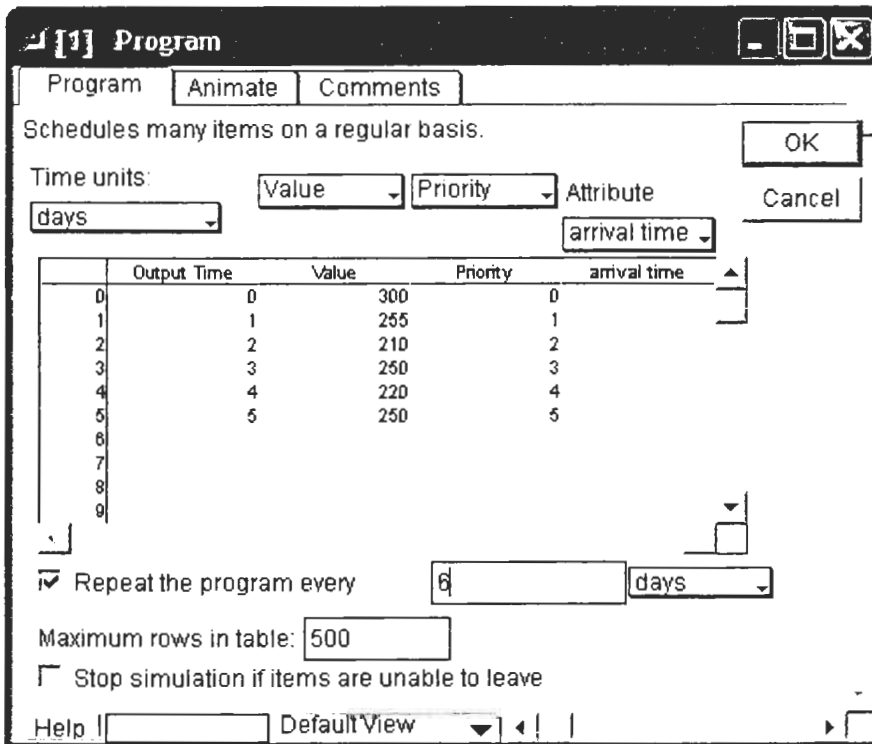 [1] Program
Program Animate Comments
Schedules many items on a regular basis.
OK
Time units:
Value Priority Attribute
Cancel
days
arrival time
Output Time Value Priority arrival time
0 0 300 0
1 1 255 1
2 2 210 2
3 3 250 3
4 4 220 4
5 5 250 5
6
7
8
9
Repeat the program every 6 days
Maximum rows in table: 500
Stop simulation if items are unable to leave
Help Default View